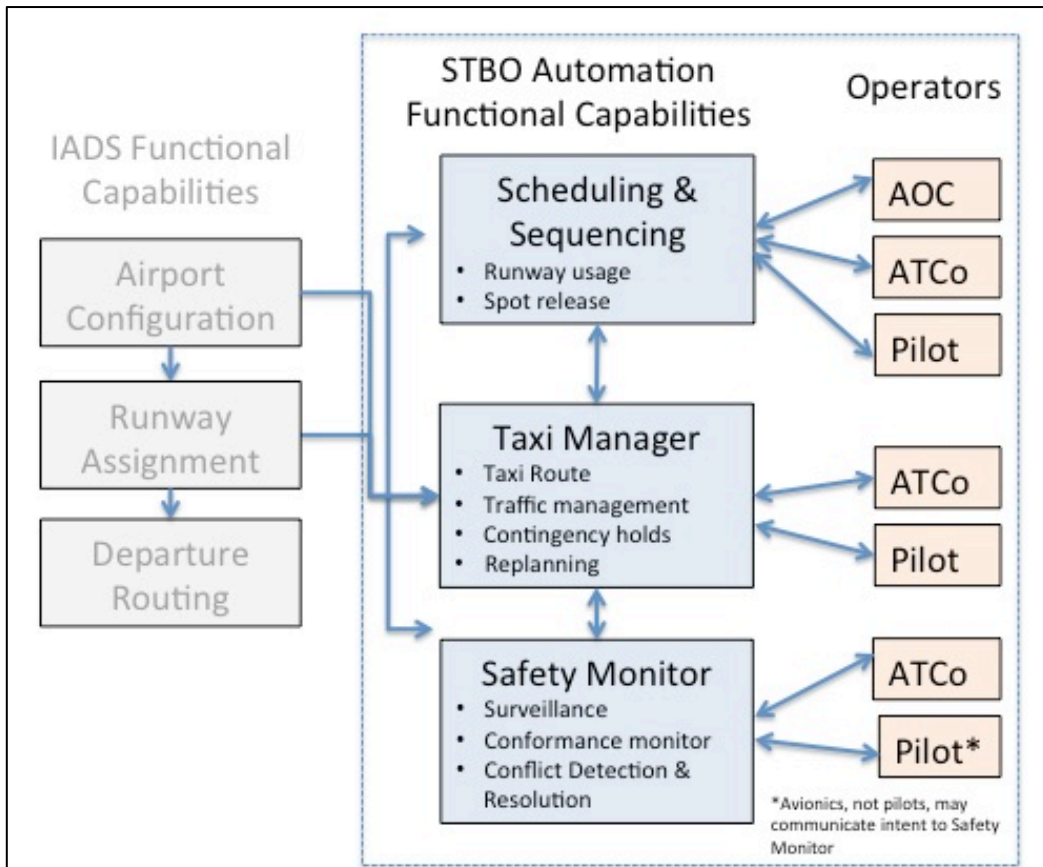 IADS Functional
Capabilities
Airport
Configuration
Runway
Assignment
Departure
Routing
STBO Automation
Functional Capabilities
Scheduling &
Sequencing
• Runway usage
• Spot release
Taxi Manager
• Taxi Route
• Traffic management
• Contingency holds
• Replanning
Safety Monitor
• Surveillance
• Conformance monitor
• Conflict Detection &
Resolution
Operators
AOC
ATCo
Pilot
ATCo
Pilot
ATCo
Pilot*
*Avionics, not pilots, may
communicate intent to Safety
Monitor